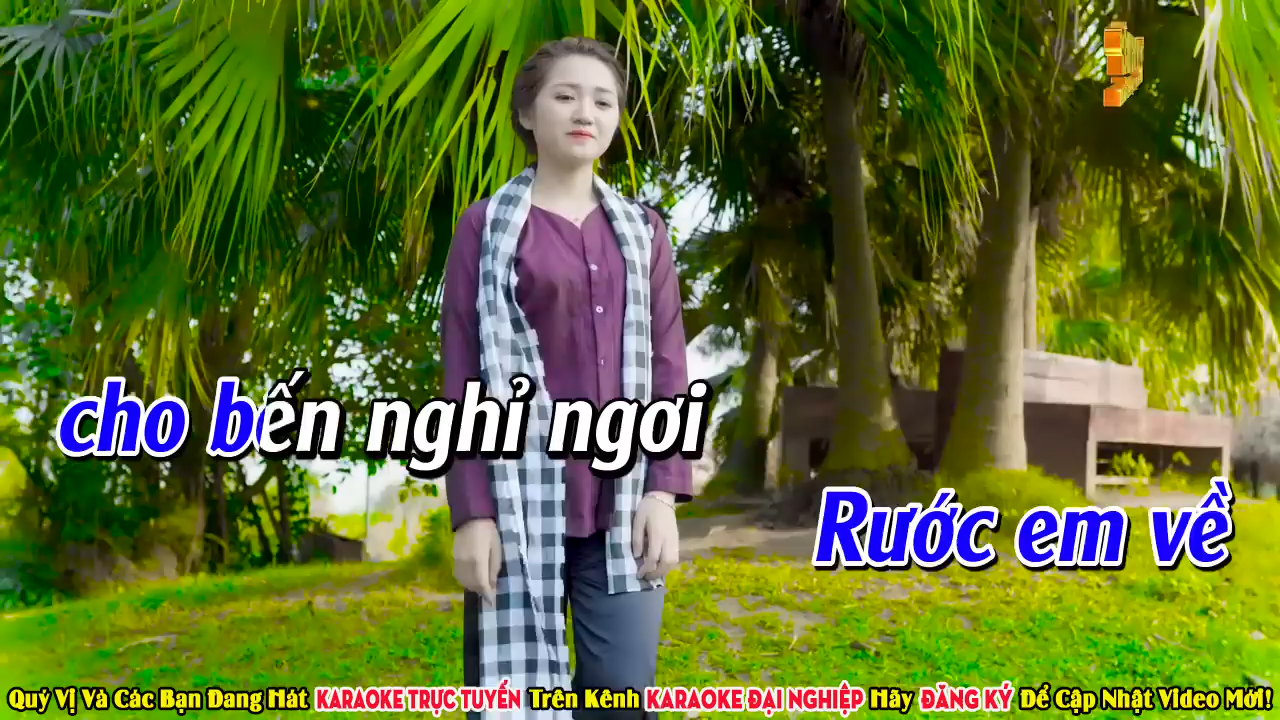 cho bến nghỉ ngơi
Rước em về
Quý Vị Và Các Bạn Đang Hát KARAOKE TRỰC TUYẾN Trên Kênh KARAOKE ĐẠI NGHIỆP Hãy ĐĂNG KÝ Để Cập Nhật Video Mới!